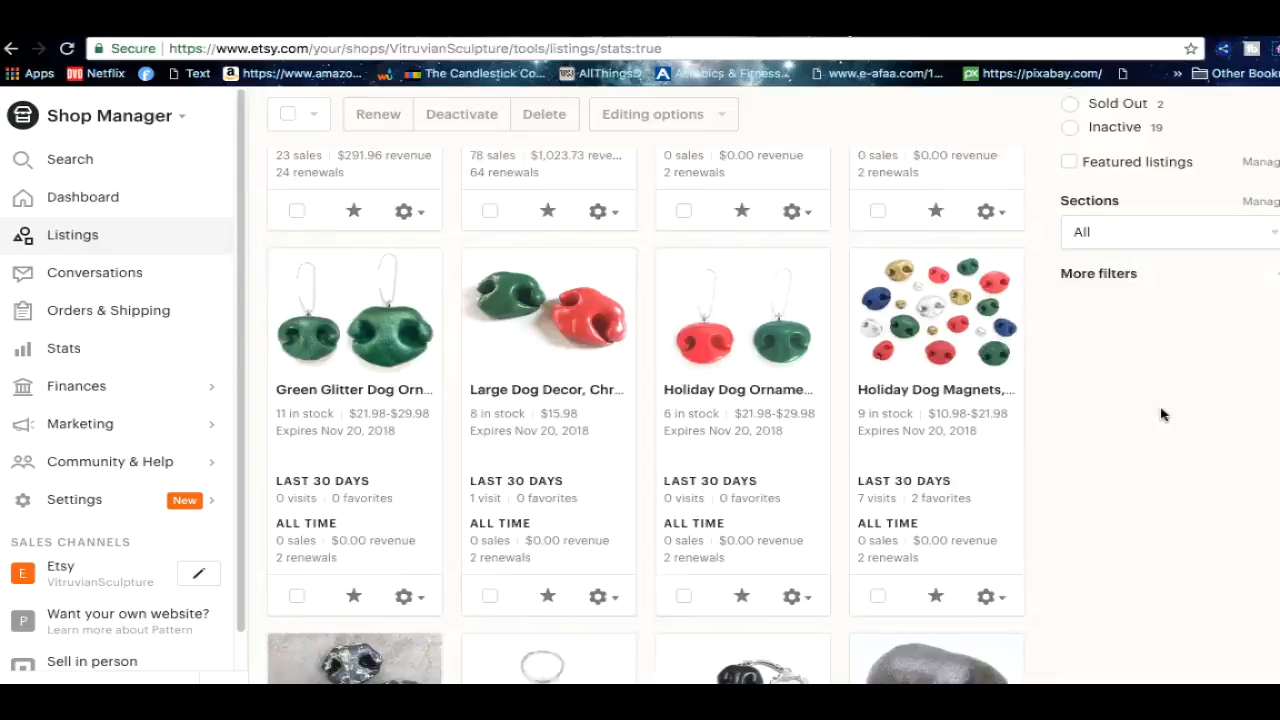 Secure https://www.etsy.com/your/shops/VitruvianSculpture/tools/listings/stats:true
Apps Netflix Text https://www.amazo... The Candlestick Co... AllThingsD Aerobics & Fitness... www.e-afaa.com/1... https://pixabay.com/ » Other Book
Shop Manager
Search
Dashboard
Listings
Conversations
Orders & Shipping
Stats
Finances
Marketing
Community & Help
Settings New
SALES CHANNELS
E Etsy
VitruvianSculpture
P Want your own website?
Learn more about Pattern
Sell in person
Renew Deactivate Delete Editing options
23 sales $291.96 revenue
24 renewals
78 sales $1,023.73 reve...
64 renewals
0 sales $0.00 revenue
2 renewals
0 sales $0.00 revenue
2 renewals
Green Glitter Dog Orn...
11 in stock $21.98-$29.98
Expires Nov 20, 2018
LAST 30 DAYS
0 visits 0 favorites
ALL TIME
0 sales $0.00 revenue
2 renewals
Large Dog Decor, Chr...
8 in stock $15.98
Expires Nov 20, 2018
LAST 30 DAYS
1 visit 0 favorites
ALL TIME
0 sales $0.00 revenue
2 renewals
Holiday Dog Orname...
6 in stock $21.98-$29.98
Expires Nov 20, 2018
LAST 30 DAYS
0 visits 0 favorites
ALL TIME
0 sales $0.00 revenue
2 renewals
Holiday Dog Magnets,...
9 in stock $10.98-$21.98
Expires Nov 20, 2018
LAST 30 DAYS
7 visits 2 favorites
ALL TIME
0 sales $0.00 revenue
2 renewals
Sold Out 2
Inactive 19
Featured listings Manag
Sections Manag
All
More filters